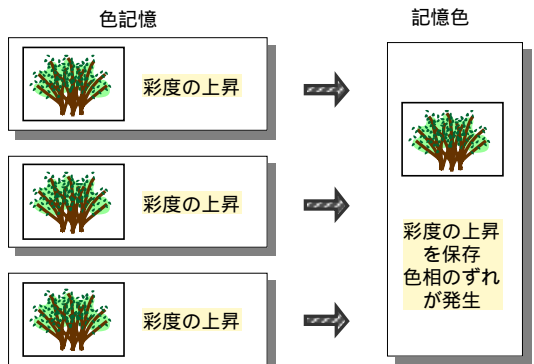 色記憶
記憶色
彩度の上昇
彩度の上昇
彩度の上昇
彩度の上昇
を保存
色相のずれ
が発生